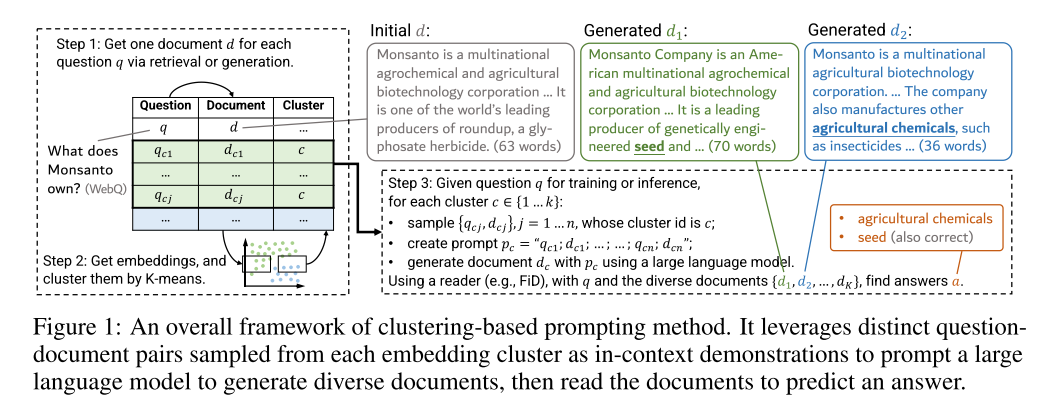 Step 1: Get one document d for each
question q via retrieval or generation.
Question Document Cluster
q d ...
q_{c1} d_{c1} c
... ... ...
q_{cj} d_{cj} c
... ... ...
What does
Monsanto
own? (WebQ)
Step 2: Get embeddings, and
cluster them by K-means.
Initial d:
Monsanto is a multinational
agrochemical and agricultural
biotechnology corporation ... It
is one of the world's leading
producers of roundup, a gly-
phosate herbicide. (63 words)
Generated d_1:
Monsanto Company is an Ame-
rican multinational agrochemical
and agricultural biotechnology
corporation ... It is a leading
producer of genetically engi-
neered seed and ... (70 words)
Generated d_2:
Monsanto is a multinational
agricultural biotechnology
corporation. ... The company
also manufactures other
agricultural chemicals, such
as insecticides ... (36 words)
Step 3: Given question q for training or inference,
for each cluster c ∈ {1 ... k}:
• sample {q_{cj}, d_{cj}}, j = 1 ... n, whose cluster id is c;
• create prompt p_c = "q_{c1}; d_{c1}; ...; ...; q_{cn}; d_{cn}";
• generate document d_c with p_c using a large language model.
Using a reader (e.g., FiD), with q and the diverse documents {d_1, d_2, ..., d_K}, find answers a.
• agricultural chemicals
• seed (also correct)
Figure 1: An overall framework of clustering-based prompting method. It leverages distinct question-
document pairs sampled from each embedding cluster as in-context demonstrations to prompt a large
language model to generate diverse documents, then read the documents to predict an answer.